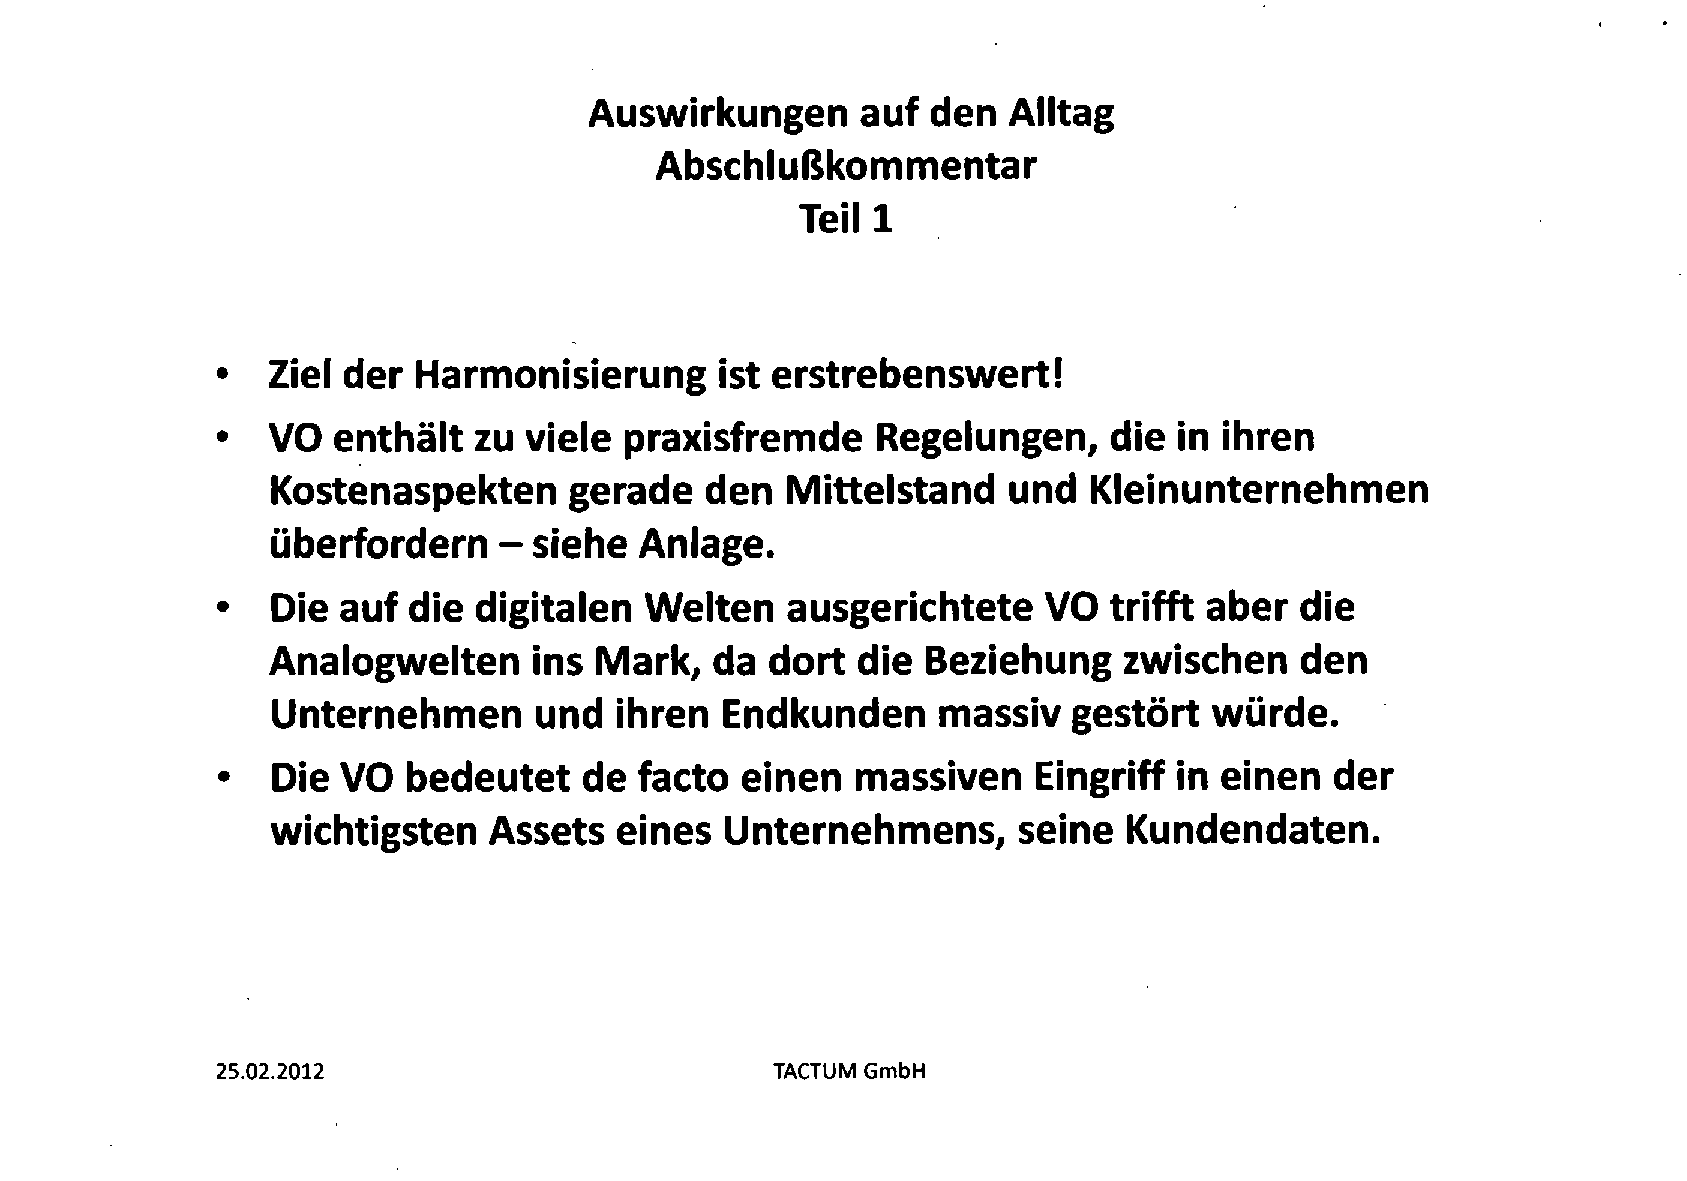 Auswirkungen auf den Alltag
Abschlußkommentar
Teil 1
• Ziel der Harmonisierung ist erstrebenswert!
• VO enthält zu viele praxisfremde Regelungen, die in ihren
Kostenaspekten gerade den Mittelstand und Kleinunternehmen
überfordern – siehe Anlage.
• Die auf die digitalen Welten ausgerichtete VO trifft aber die
Analogwelten ins Mark, da dort die Beziehung zwischen den
Unternehmen und ihren Endkunden massiv gestört würde.
• Die VO bedeutet de facto einen massiven Eingriff in einen der
wichtigsten Assets eines Unternehmens, seine Kundendaten.
25.02.2012 TACTUM GmbH